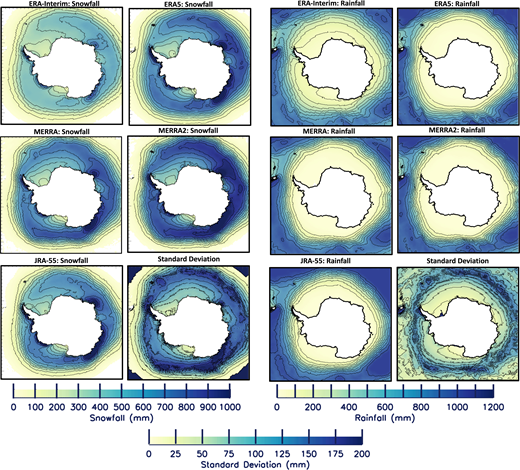 ERA-Interim: Snowfall
ERA5: Snowfall
ERA-Interim: Rainfall
ERA5: Rainfall
MERRA: Snowfall
MERRA2: Snowfall
MERRA: Rainfall
MERRA2: Rainfall
JRA-55: Snowfall
Standard Deviation
JRA-55: Rainfall
Standard Deviation
0 100 200 300 400 500 600 700 800 900 1000
Snowfall (mm)
0 200 400 600 800 1000 1200
Rainfall (mm)
0 25 50 75 100 125 150 175 200
Standard Deviation (mm)